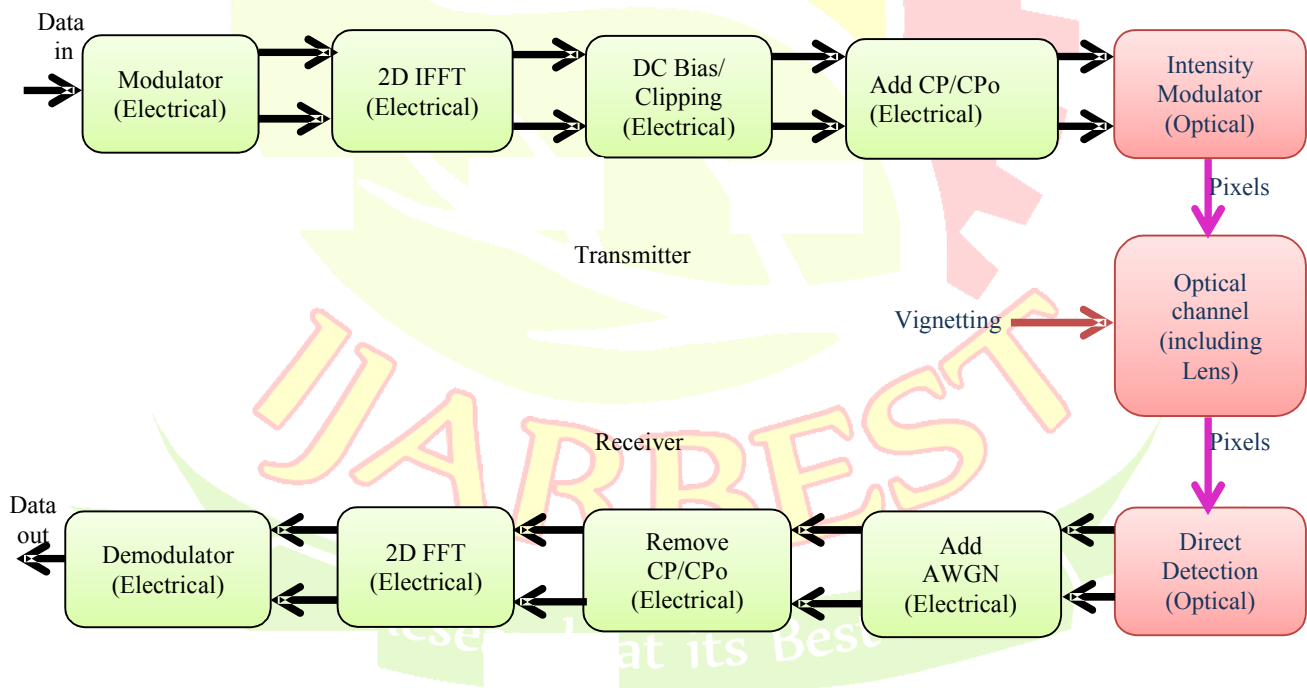 Data
in
Modulator
(Electrical)
2D IFFT
(Electrical)
DC Bias/
Clipping
(Electrical)
Add CP/CPo
(Electrical)
Intensity
Modulator
(Optical)
Pixels
Transmitter
Vignetting
Optical
channel
(including
Lens)
IJARBEST
Receiver
Pixels
Data
out
Demodulator
(Electrical)
2D FFT
(Electrical)
Remove
CP/CPo
(Electrical)
Add
AWGN
(Electrical)
Direct
Detection
(Optical)
at its Best